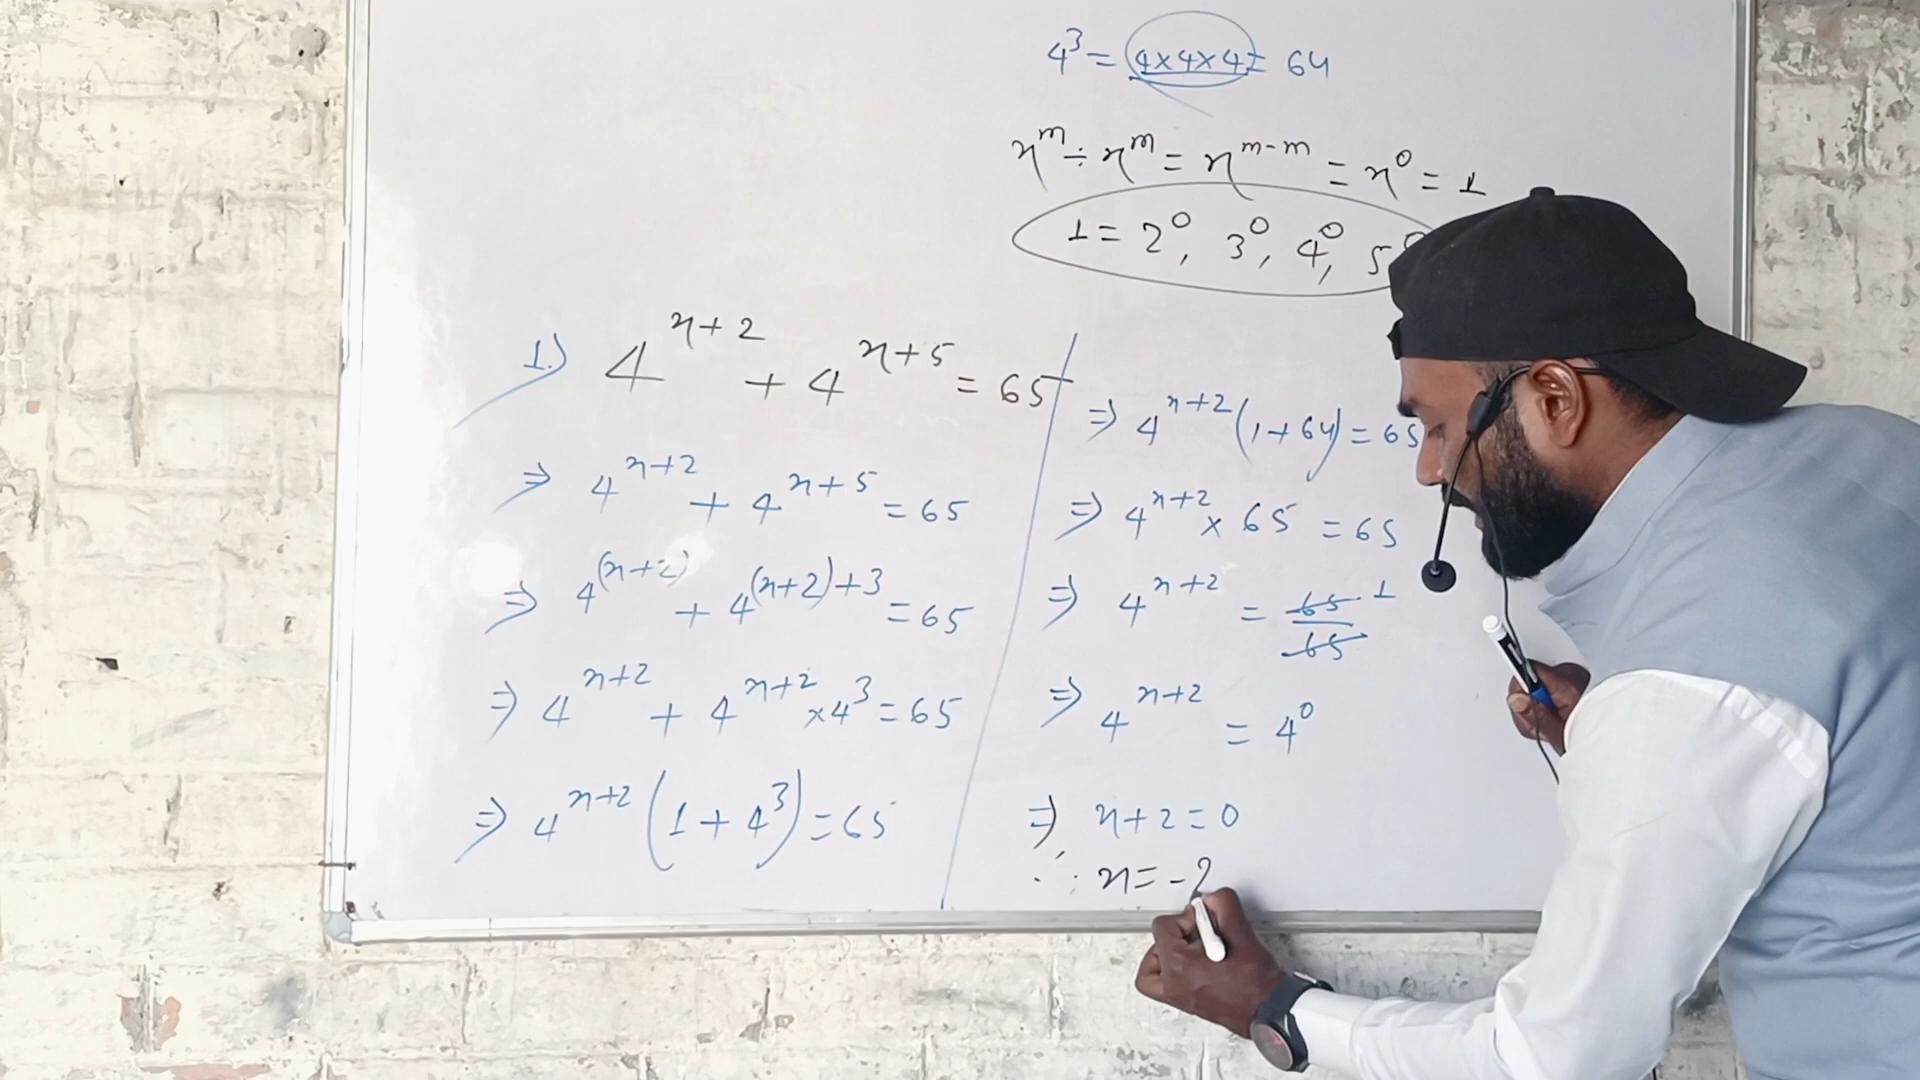 4³ = 4×4×4 = 64
x^m ÷ x^m = x^(m-m) = x⁰ = 1
1 = 2⁰, 3⁰, 4⁰, 5
1.) 4^(x+2) + 4^(x+5) = 65
⇒ 4^(x+2) + 4^(x+5) = 65
⇒ 4^(x+2) + 4^((x+2)+3) = 65
⇒ 4^(x+2) + 4^(x+2) × 4³ = 65
⇒ 4^(x+2) (1 + 4³) = 65
⇒ 4^(x+2) (1+64) = 65
⇒ 4^(x+2) × 65 = 65
⇒ 4^(x+2) = 65/65 1
⇒ 4^(x+2) = 4⁰
⇒ x+2 = 0
∴ x = -2